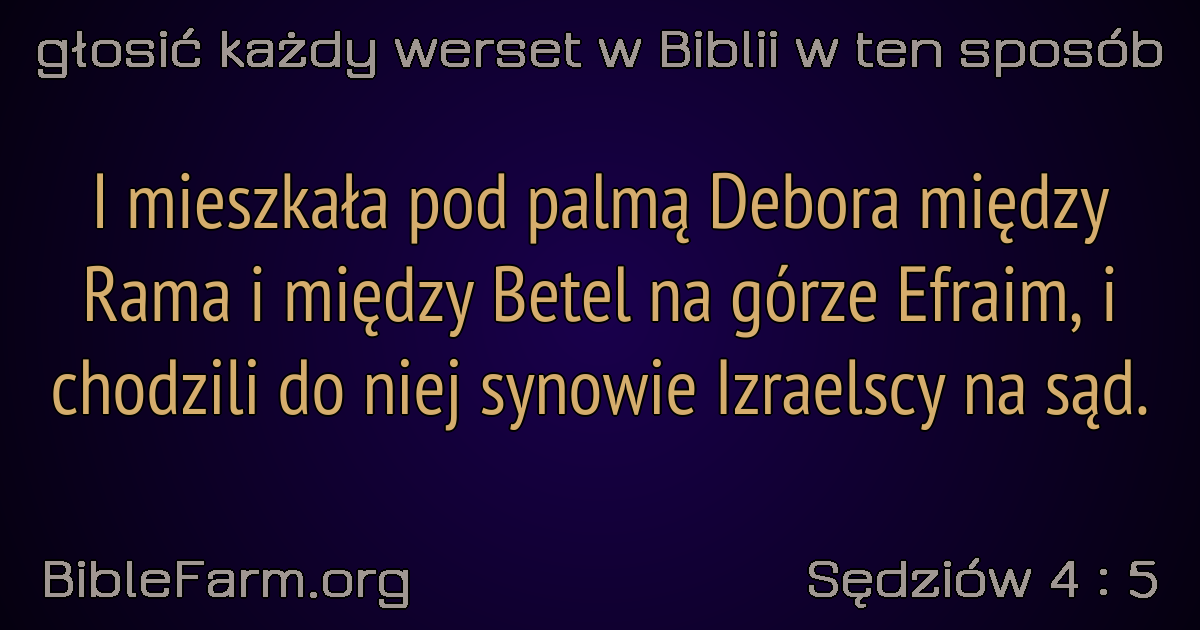 głosić każdy werset w Biblii w ten sposób
I mieszkała pod palmą Debora między
Rama i między Betel na górze Efraim, i
chodzili do niej synowie Izraelscy na sąd.
BibleFarm.org
Sędziów 4 : 5